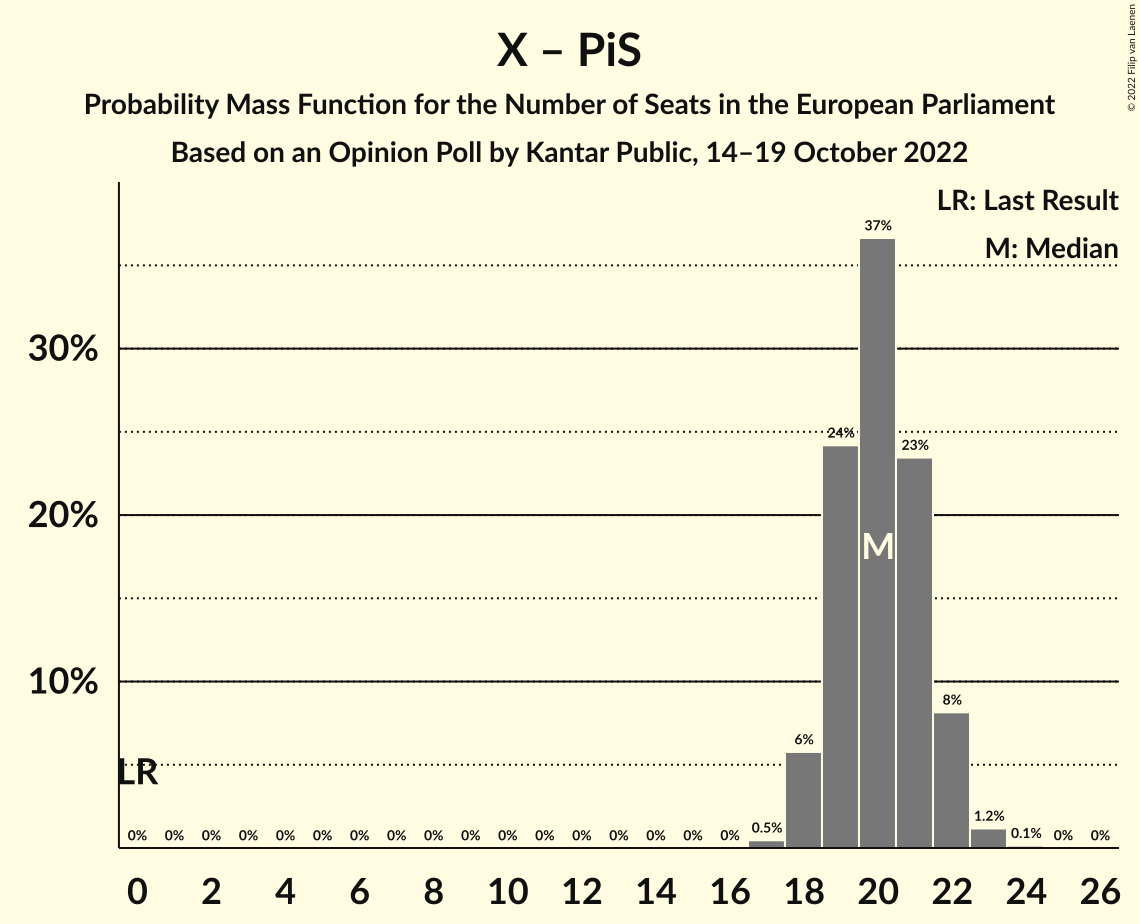 X – PiS
Probability Mass Function for the Number of Seats in the European Parliament
Based on an Opinion Poll by Kantar Public, 14–19 October 2022
© 2022 Filip van Laenen
LR: Last Result
M: Median
30%
20%
10%
LR
M
0% 0% 0% 0% 0% 0% 0% 0% 0% 0% 0% 0% 0% 0% 0% 0% 0% 0.5% 6% 24% 37% 23% 8% 1.2% 0.1% 0% 0%
0 2 4 6 8 10 12 14 16 18 20 22 24 26